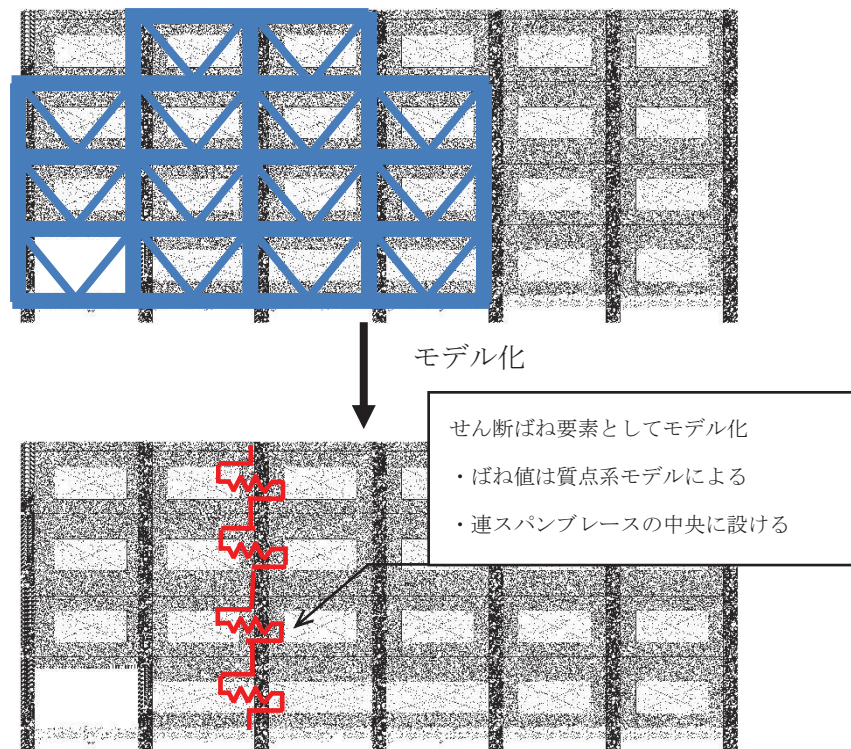 モデル化
せん断ばね要素としてモデル化
・ばね値は質点系モデルによる
・連スパンブレースの中央に設ける